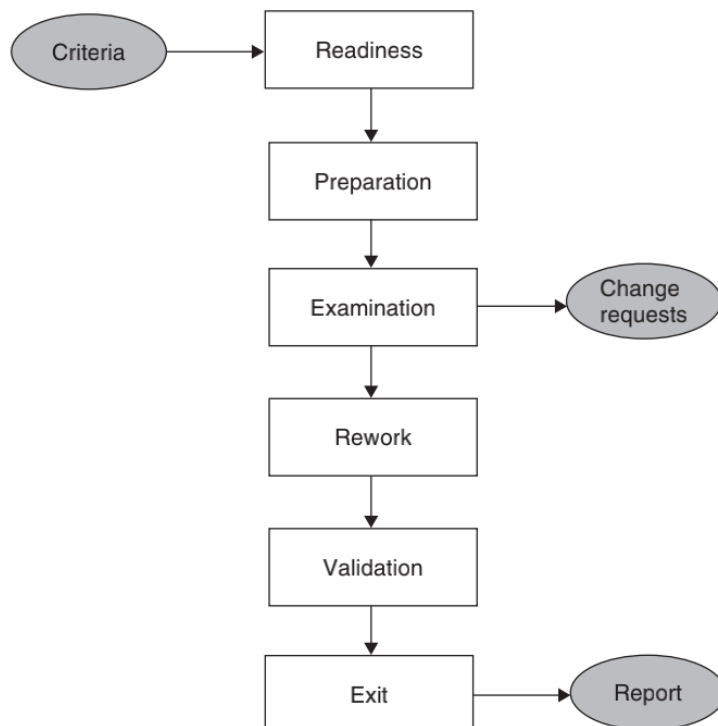 Criteria
Readiness
Preparation
Examination
Change
requests
Rework
Validation
Exit
Report